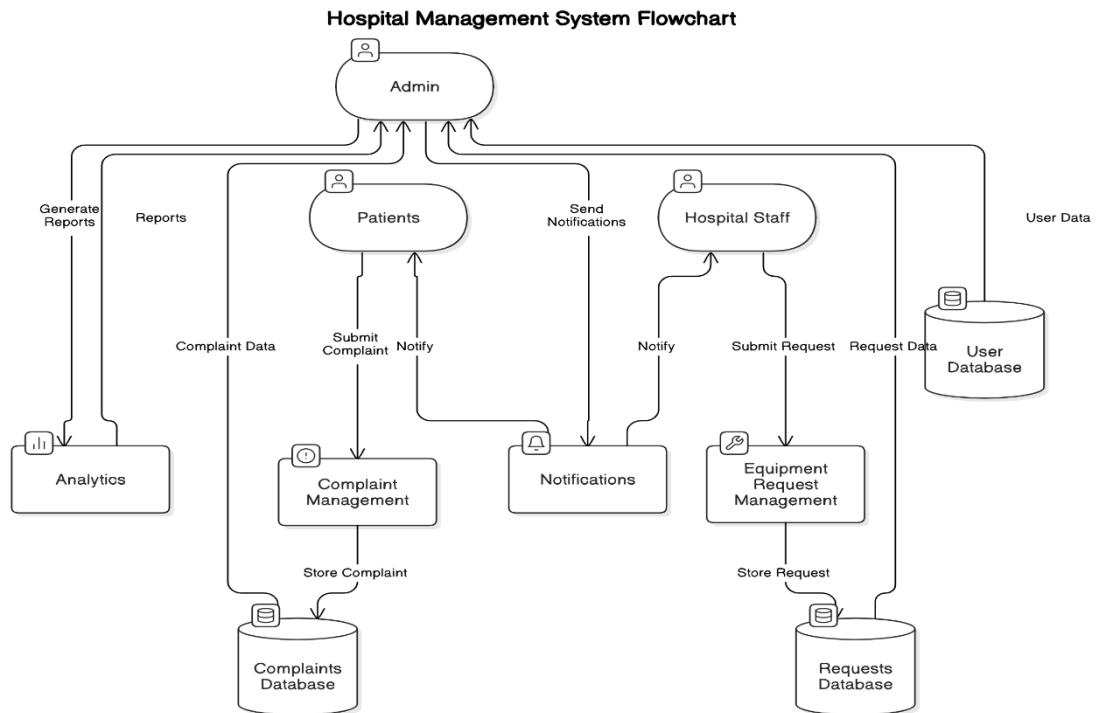 Hospital Management System Flowchart
Admin
Patients
Hospital Staff
Generate
Reports
Reports
Send
Notifications
User Data
Complaint Data
Submit
Complaint
Notify
Notify
Submit Request
Request Data
User
Database
Analytics
Complaint
Management
Notifications
Equipment
Request
Management
Store Complaint
Store Request
Complaints
Database
Requests
Database